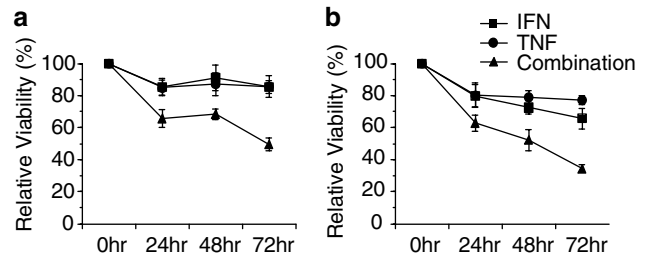 a
Relative Viability (%)
100
80
60
40
20
0
0hr 24hr 48hr 72hr
b
IFN
TNF
Combination
Relative Viability (%)
100
80
60
40
20
0
0hr 24hr 48hr 72hr